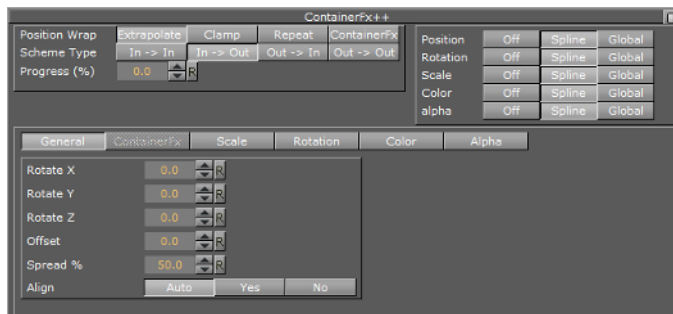 ContainerFx++
Position Wrap Extrapolate Clamp Repeat ContainerFx
Scheme Type In -> In In -> Out Out -> In Out -> Out
Progress (%) 0.0 R
Position Off Spline Global
Rotation Off Spline Global
Scale Off Spline Global
Color Off Spline Global
alpha Off Spline Global
General ContainerFx Scale Rotation Color Alpha
Rotate X 0.0 R
Rotate Y 0.0 R
Rotate Z 0.0 R
Offset 0.0 R
Spread % 50.0 R
Align Auto Yes No